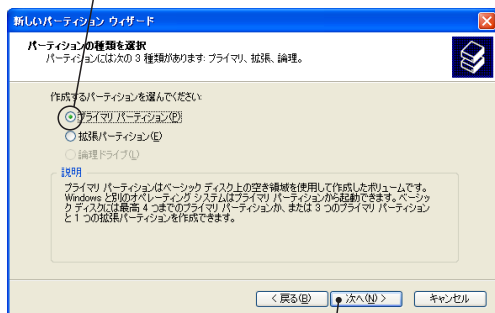 新しいパーティション ウィザード
パーティションの種類を選択
パーティションには次の 3 種類があります: プライマリ、拡張、論理。
作成するパーティションを選んでください:
プライマリ パーティション(P)
拡張パーティション(E)
論理ドライブ(L)
説明
プライマリ パーティションはベーシック ディスク上の空き領域を使用して作成したボリュームです。
Windows と別のオペレーティング システムはプライマリ パーティションから起動できます。ベーシッ
ク ディスクには最高 4 つまでのプライマリ パーティションか、または 3 つのプライマリ パーティション
と 1 つの拡張パーティションを作成できます。
< 戻る(B) 次へ(N) > キャンセル